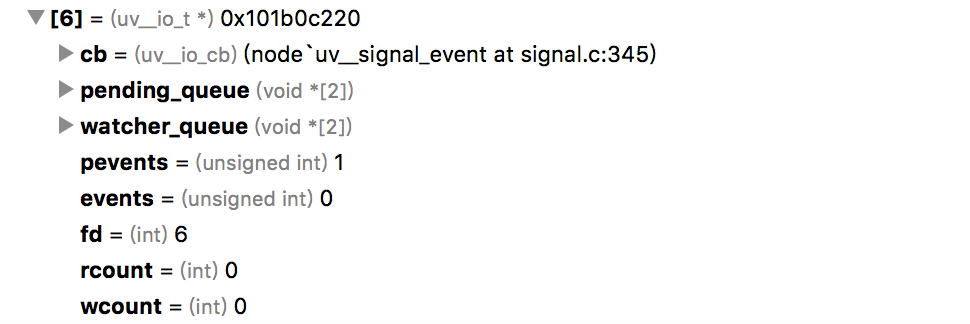 [6] = (uv__io_t *) 0x101b0c220
cb = (uv__io_cb) (node`uv__signal_event at signal.c:345)
pending_queue (void *[2])
watcher_queue (void *[2])
pevents = (unsigned int) 1
events = (unsigned int) 0
fd = (int) 6
rcount = (int) 0
wcount = (int) 0